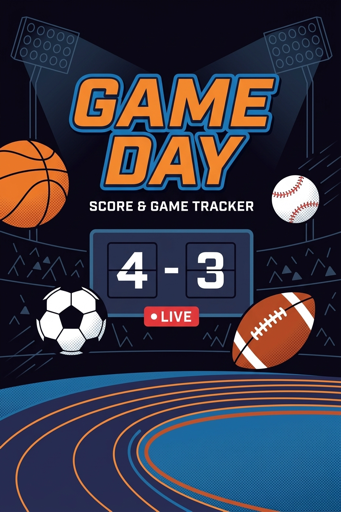 GAME
DAY
SCORE & GAME TRACKER
4 - 3
LIVE